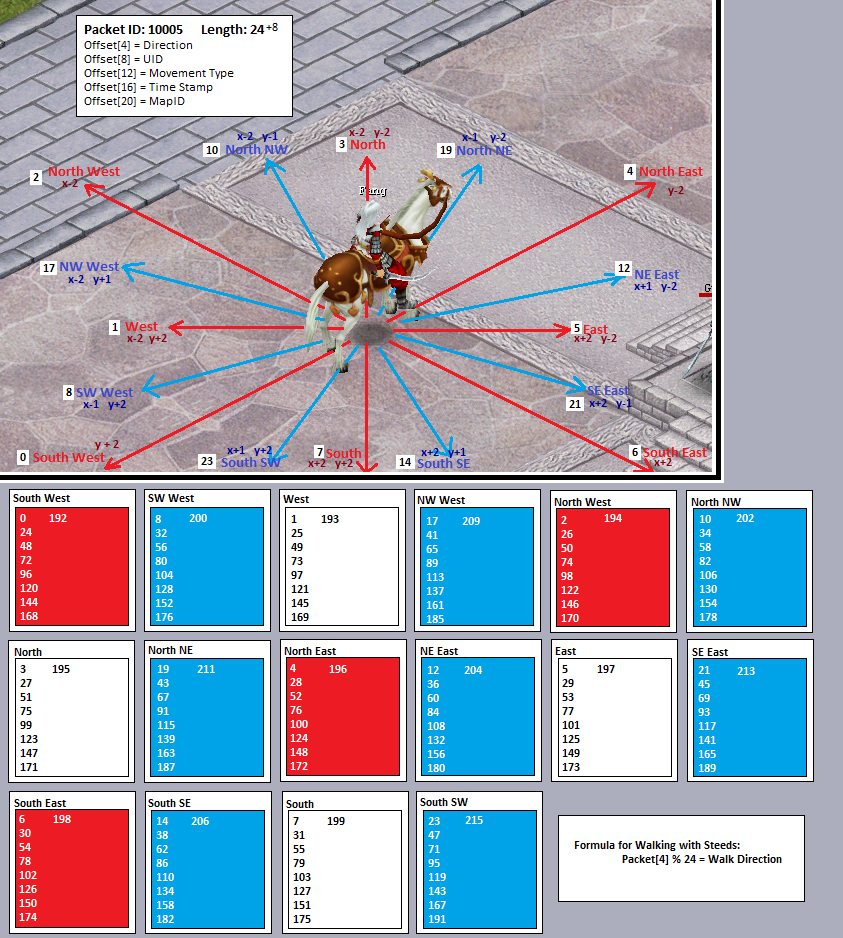 Packet ID: 10005 Length: 24+8
Offset[4] = Direction
Offset[8] = UID
Offset[12] = Movement Type
Offset[16] = Time Stamp
Offset[20] = MapID
x-2 y-1
10 North NW
x-2 y-2
3 North
x-1 y-2
19 North NE
2 North West
x-2
4 North East
y-2
Fang
17 NW West
x-2 y+1
12 NE East
x+1 y-2
G
1 West
x-2 y+2
5 East
x+2 y-2
8 SW West
x-1 y+2
SE East
21 x+2 y-1
y + 2
0 South West
x+1 y+2
23 South SW
7 South
x+2 y+2
x+2 y+1
14 South SE
6 South East
x+2
South West
0 192
24
48
72
96
120
144
168
SW West
8 200
32
56
80
104
128
152
176
West
1 193
25
49
73
97
121
145
169
NW West
17 209
41
65
89
113
137
161
185
North West
2 194
26
50
74
98
122
146
170
North NW
10 202
34
58
82
106
130
154
178
North
3 195
27
51
75
99
123
147
171
North NE
19 211
43
67
91
115
139
163
187
North East
4 196
28
52
76
100
124
148
172
NE East
12 204
36
60
84
108
132
156
180
East
5 197
29
53
77
101
125
149
173
SE East
21 213
45
69
93
117
141
165
189
South East
6 198
30
54
78
102
126
150
174
South SE
14 206
38
62
86
110
134
158
182
South
7 199
31
55
79
103
127
151
175
South SW
23 215
47
71
95
119
143
167
191
Formula for Walking with Steeds:
Packet[4] % 24 = Walk Direction